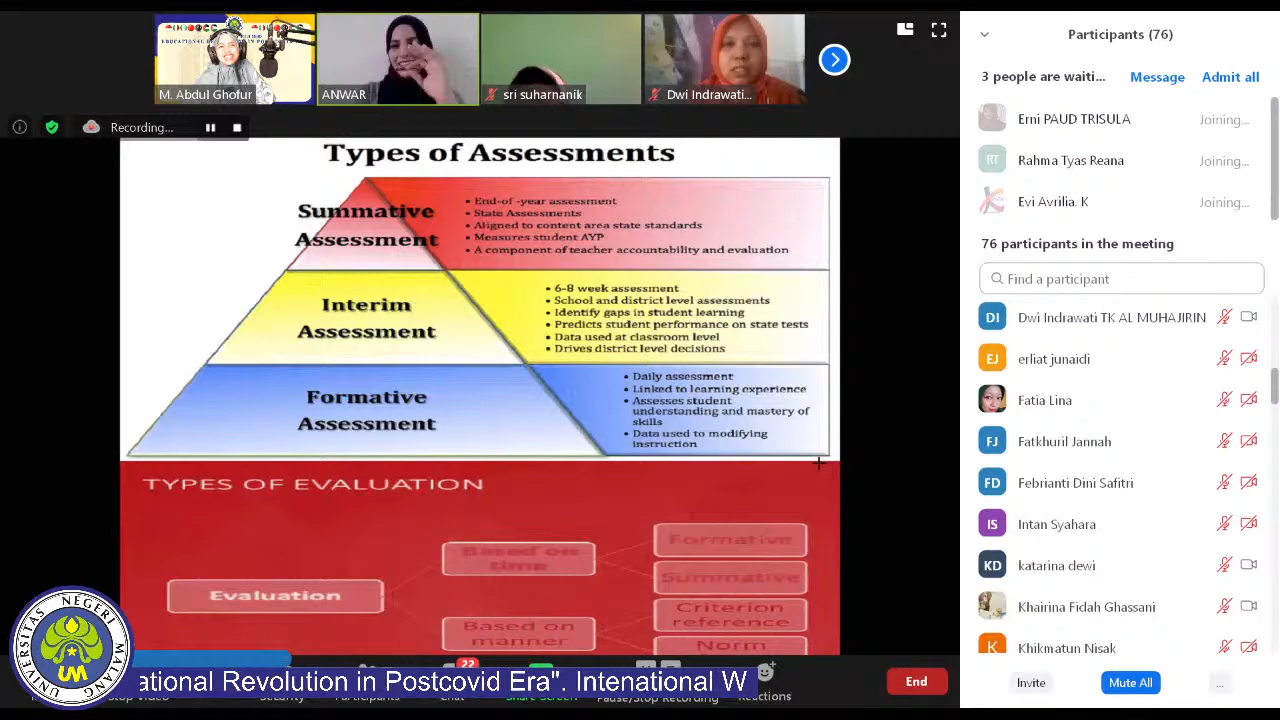 M. Abdul Ghofur
ANWAR
sri suharnanik
Dwi Indrawati...
Recording...
Types of Assessments
Summative
Assessment
• End-of -year assessment
• State Assessments
• Aligned to content area state standards
• Measures student AYP
• A component of teacher accountability and evaluation
Interim
Assessment
• 6-8 week assessment
• School and district level assessments
• Identify gaps in student learning
• Predicts student performance on state tests
• Data used at classroom level
• Drives district level decisions
Formative
Assessment
• Daily assessment
• Linked to learning experience
• Assesses student
understanding and mastery of
skills
• Data used to modifying
instruction
TYPES OF EVALUATION
Evaluation
Based on
time
Based on
manner
Formative
Summative
Criterion
reference
Norm
22
ational Revolution in Postcovid Era". Intenational W
UM
Reactions
End
Participants (76)
3 people are waiti...
Message
Admit all
Erni PAUD TRISULA
Joining...
RT
Rahma Tyas Reana
Joining...
Evi Avrilia. K
Joining...
76 participants in the meeting
Find a participant
DI
Dwi Indrawati TK AL MUHAJIRIN
EJ
erliat junaidi
Fatia Lina
FJ
Fatkhuril Jannah
FD
Febrianti Dini Safitri
IS
Intan Syahara
KD
katarina dewi
Khairina Fidah Ghassani
K
Khikmatun Nisak
Invite
Mute All
...